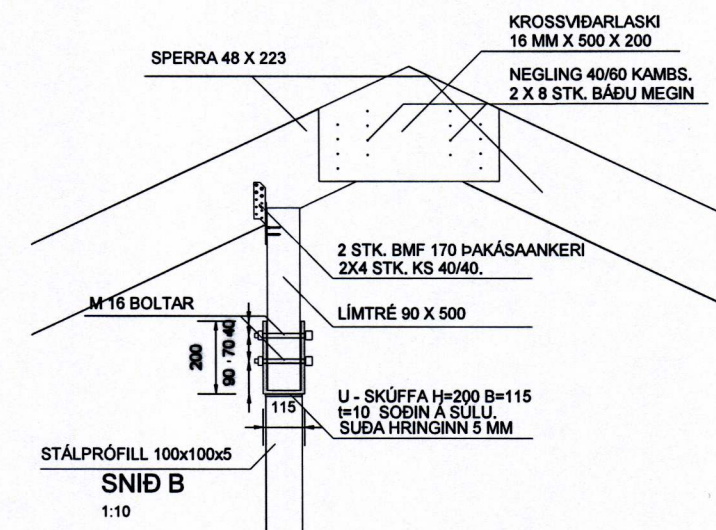 KROSSVIÐARLASKI
16 MM X 500 X 200
SPERRA 48 X 223
NEGLING 40/60 KAMBS.
2 X 8 STK. BÁÐU MEGIN
2 STK. BMF 170 ÞAKÁSAANKERI
2X4 STK. KS 40/40.
M 16 BOLTAR
LÍMTRÉ 90 X 500
200
90 · 70 40
115
U - SKÚFFA H=200 B=115
t=10 SOÐIN Á SÚLU.
SUÐA HRINGINN 5 MM
STÁLPRÓFILL 100x100x5
SNIÐ B
1:10